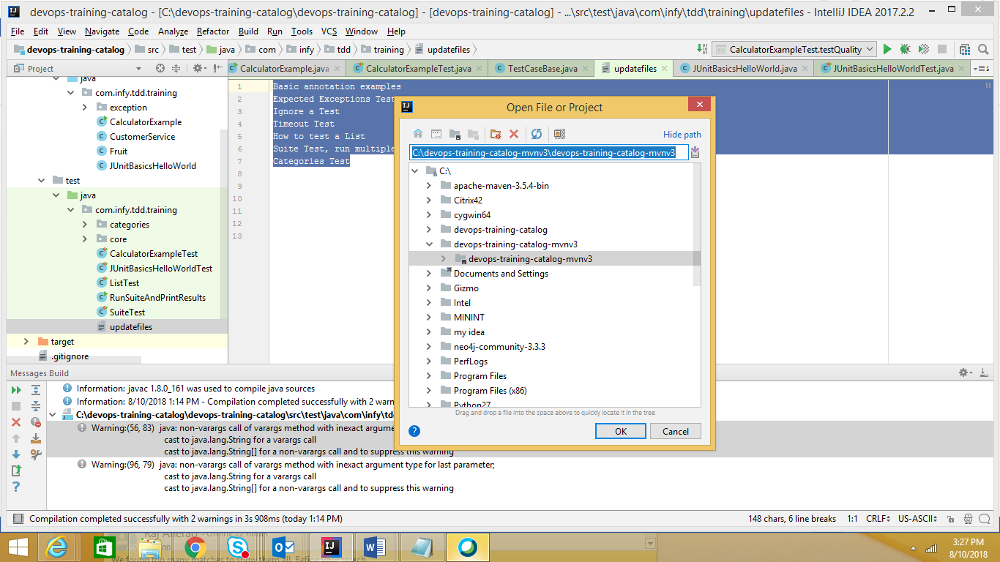 devops-training-catalog - [C:\devops-training-catalog\devops-training-catalog] - [devops-training-catalog] - ...\src\test\java\com\infy\tdd\training\updatefiles - IntelliJ IDEA 2017.2.2
File Edit View Navigate Code Analyze Refactor Build Run Tools VCS Window Help
devops-training-catalog src test java com infy tdd training updatefiles CalculatorExampleTest.testQuality
Project CalculatorExample.java CalculatorExampleTest.java TestCaseBase.java updatefiles JUnitBasicsHelloWorld.java JUnitBasicsHelloWorldTest.java 5
java
com.infy.tdd.training
exception
CalculatorExample
CustomerService
Fruit
JUnitBasicsHelloWorld
test
java
com.infy.tdd.training
categories
core
CalculatorExampleTest
JUnitBasicsHelloWorldTest
ListTest
RunSuiteAndPrintResults
SuiteTest
updatefiles
target
.gitignore
1 Basic annotation examples
2 Expected Exceptions Test
3 Ignore a Test
4 Timeout Test
5 How to test a List
6 Suite Test, run multiple
7 Categories Test
8
9
10
11
12
13
Open File or Project
Hide path
C:\devops-training-catalog-mvnv3\devops-training-catalog-mvnv3
C:\
apache-maven-3.5.4-bin
Citrix42
cygwin64
devops-training-catalog
devops-training-catalog-mvnv3
devops-training-catalog-mvnv3
Documents and Settings
Gizmo
Intel
MININT
my idea
neo4j-community-3.3.3
PerfLogs
Program Files
Program Files (x86)
Python27
Drag and drop a file into the space above to quickly locate it in the tree
OK Cancel
Messages Build
Information: javac 1.8.0_161 was used to compile java sources
Information: 8/10/2018 1:14 PM - Compilation completed successfully with 2 warn
C:\devops-training-catalog\devops-training-catalog\src\test\java\com\infy\td
Warning:(56, 83) java: non-varargs call of varargs method with inexact argumen
cast to java.lang.String for a varargs call
cast to java.lang.String[] for a non-varargs call and to suppress this warning
Warning:(96, 79) java: non-varargs call of varargs method with inexact argument type for last parameter;
cast to java.lang.String for a varargs call
cast to java.lang.String[] for a non-varargs call and to suppress this warning
Compilation completed successfully with 2 warnings in 3s 908ms (today 1:14 PM) 148 chars, 6 line breaks 1:1 CRLF US-ASCII
We found too many matches to show them all. Refine your search.
3:27 PM
8/10/2018